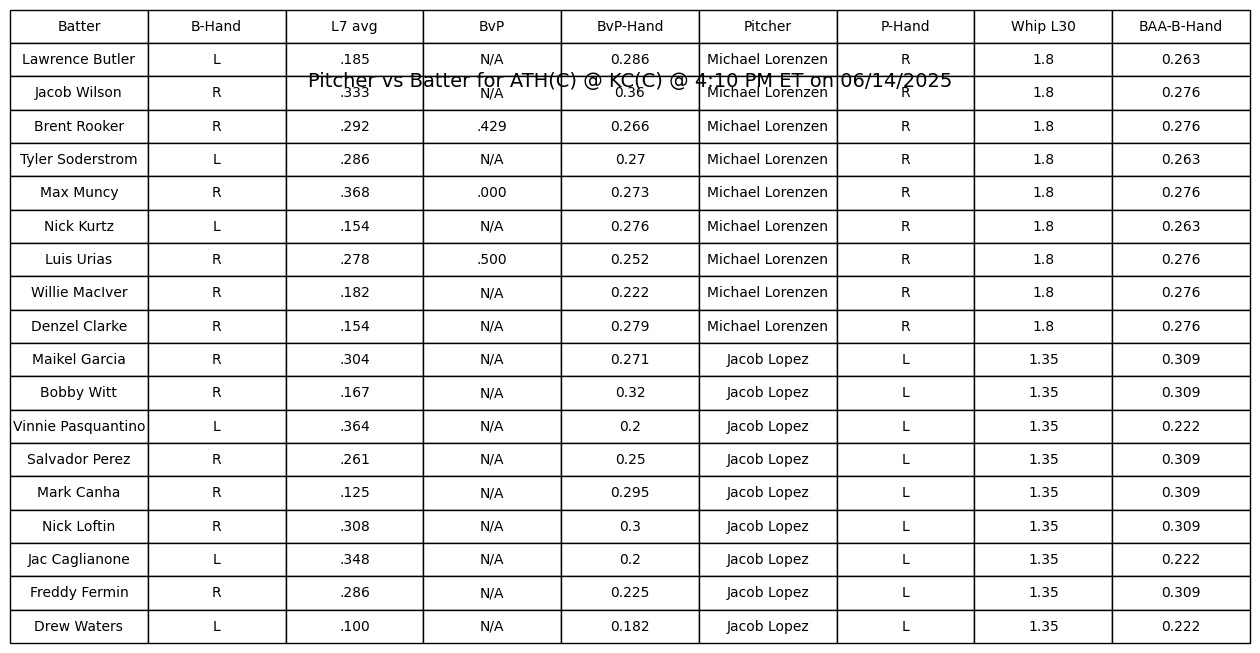 Batter B-Hand L7 avg BvP BvP-Hand Pitcher P-Hand Whip L30 BAA-B-Hand
Lawrence Butler L .185 N/A 0.286 Michael Lorenzen R 1.8 0.263
Pitcher vs Batter for ATH(C) @ KC(C) @ 4:10 PM ET on 06/14/2025
Jacob Wilson R .333 N/A 0.36 Michael Lorenzen R 1.8 0.276
Brent Rooker R .292 .429 0.266 Michael Lorenzen R 1.8 0.276
Tyler Soderstrom L .286 N/A 0.27 Michael Lorenzen R 1.8 0.263
Max Muncy R .368 .000 0.273 Michael Lorenzen R 1.8 0.276
Nick Kurtz L .154 N/A 0.276 Michael Lorenzen R 1.8 0.263
Luis Urias R .278 .500 0.252 Michael Lorenzen R 1.8 0.276
Willie MacIver R .182 N/A 0.222 Michael Lorenzen R 1.8 0.276
Denzel Clarke R .154 N/A 0.279 Michael Lorenzen R 1.8 0.276
Maikel Garcia R .304 N/A 0.271 Jacob Lopez L 1.35 0.309
Bobby Witt R .167 N/A 0.32 Jacob Lopez L 1.35 0.309
Vinnie Pasquantino L .364 N/A 0.2 Jacob Lopez L 1.35 0.222
Salvador Perez R .261 N/A 0.25 Jacob Lopez L 1.35 0.309
Mark Canha R .125 N/A 0.295 Jacob Lopez L 1.35 0.309
Nick Loftin R .308 N/A 0.3 Jacob Lopez L 1.35 0.309
Jac Caglianone L .348 N/A 0.2 Jacob Lopez L 1.35 0.222
Freddy Fermin R .286 N/A 0.225 Jacob Lopez L 1.35 0.309
Drew Waters L .100 N/A 0.182 Jacob Lopez L 1.35 0.222